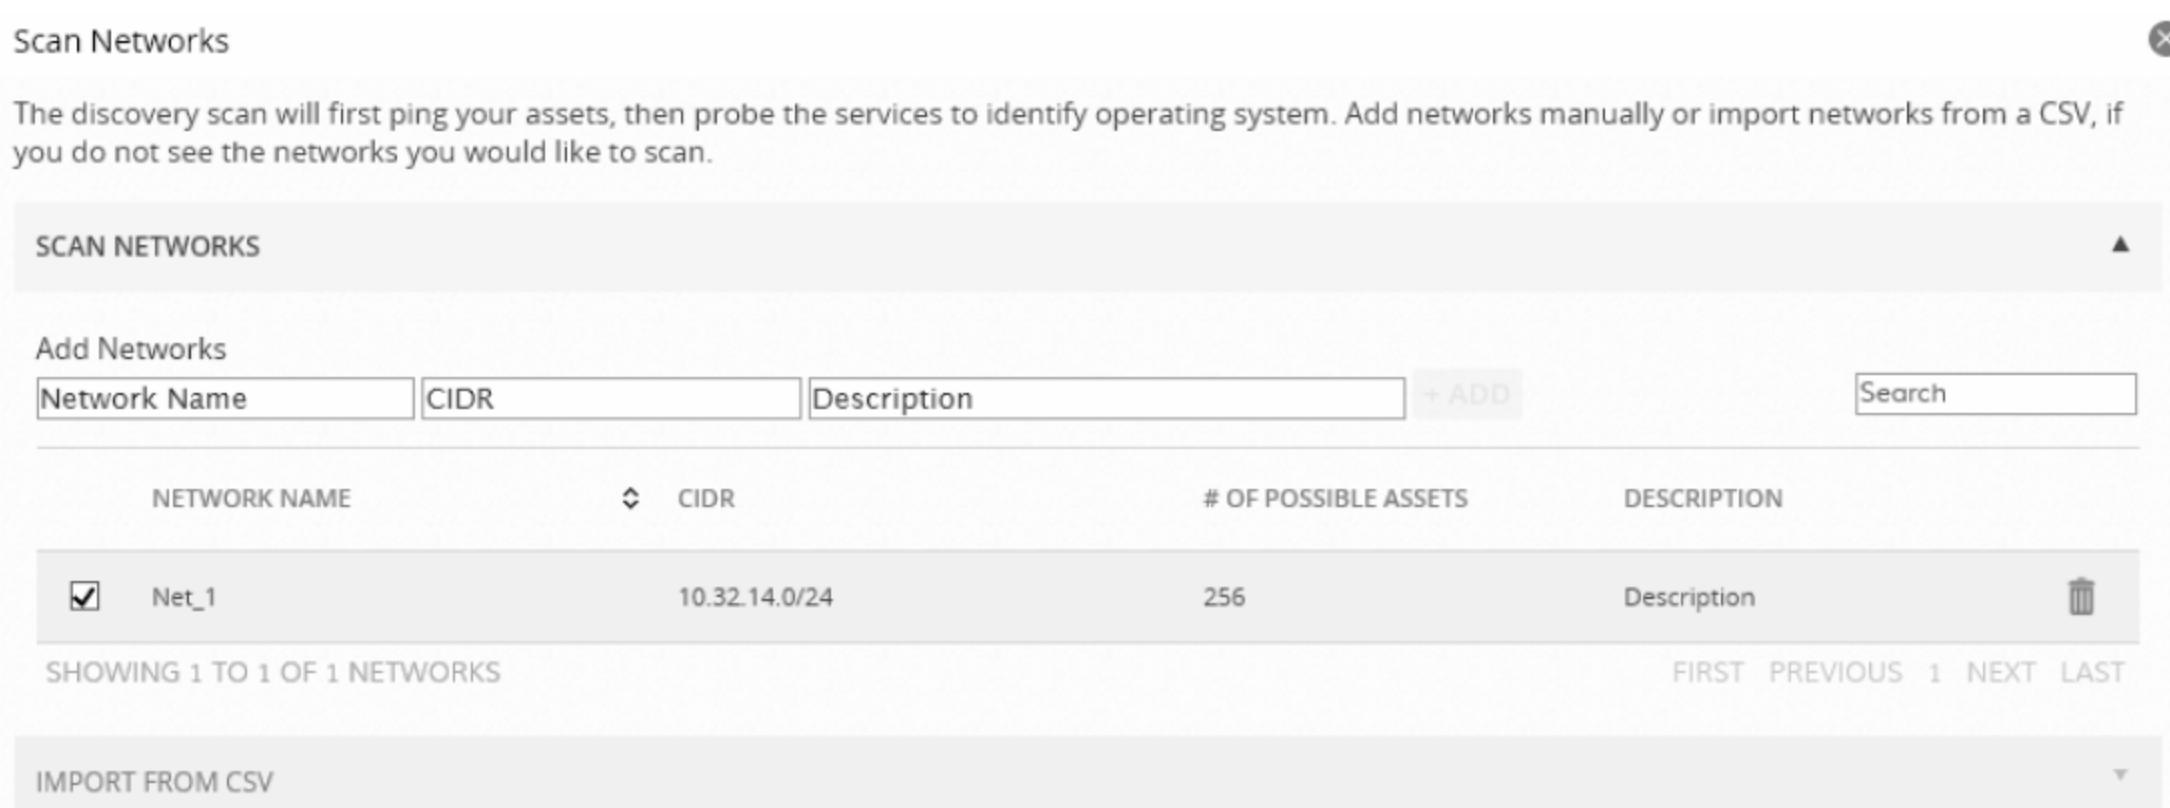 Scan Networks
The discovery scan will first ping your assets, then probe the services to identify operating system. Add networks manually or import networks from a CSV, if
you do not see the networks you would like to scan.
SCAN NETWORKS
Add Networks
Network Name CIDR Description + ADD Search
NETWORK NAME CIDR # OF POSSIBLE ASSETS DESCRIPTION
Net_1 10.32.14.0/24 256 Description
SHOWING 1 TO 1 OF 1 NETWORKS FIRST PREVIOUS 1 NEXT LAST
IMPORT FROM CSV